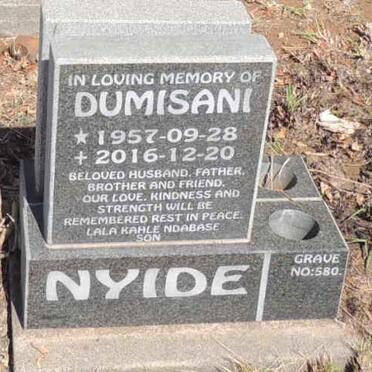 IN LOVING MEMORY OF
DUMISANI
★ 1957-09-28
✝ 2016-12-20
BELOVED HUSBAND, FATHER,
BROTHER AND FRIEND.
OUR LOVE, KINDNESS AND
STRENGTH WILL BE
REMEMBERED REST IN PEACE.
LALA KAHLE NDABASE
SON
NYIDE
GRAVE
NO:580.